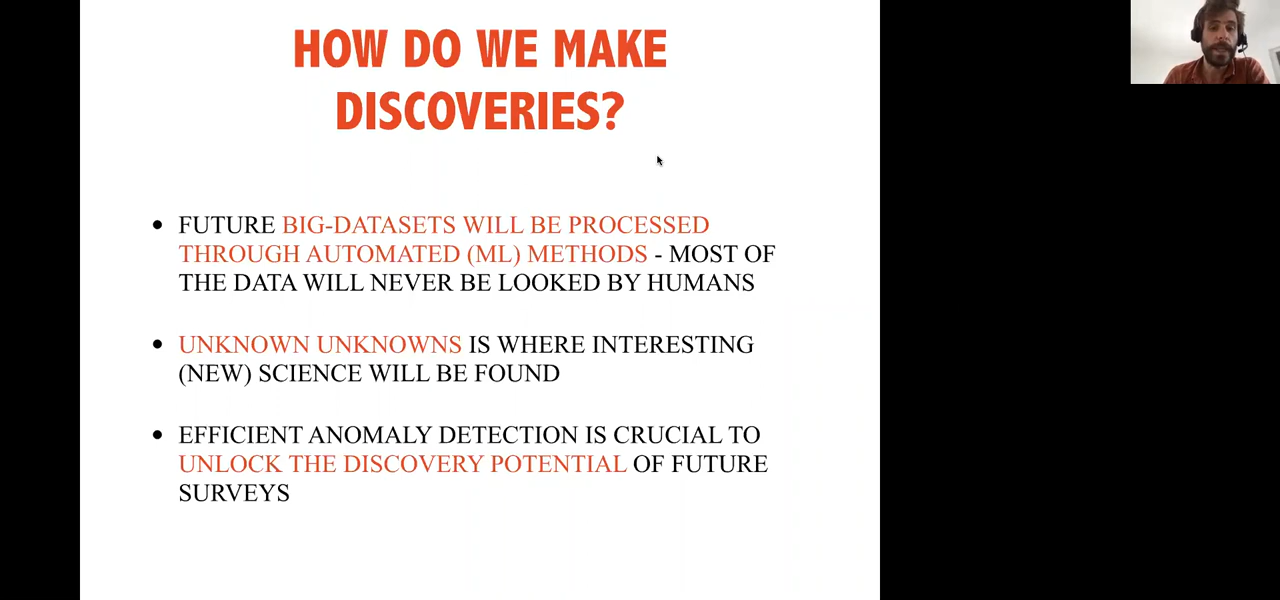 HOW DO WE MAKE
DISCOVERIES?
• FUTURE BIG-DATASETS WILL BE PROCESSED
THROUGH AUTOMATED (ML) METHODS - MOST OF
THE DATA WILL NEVER BE LOOKED BY HUMANS
• UNKNOWN UNKNOWNS IS WHERE INTERESTING
(NEW) SCIENCE WILL BE FOUND
• EFFICIENT ANOMALY DETECTION IS CRUCIAL TO
UNLOCK THE DISCOVERY POTENTIAL OF FUTURE
SURVEYS